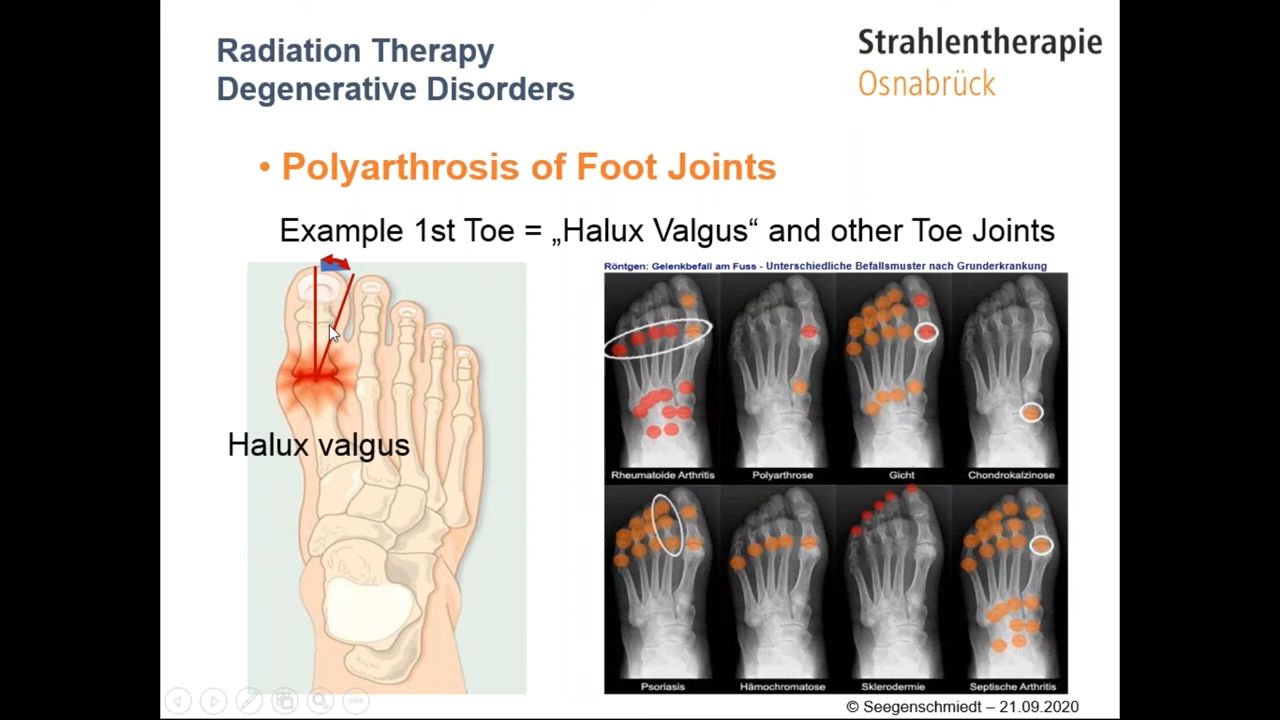 Radiation Therapy
Degenerative Disorders
Strahlentherapie
Osnabrück
• Polyarthrosis of Foot Joints
Example 1st Toe = „Halux Valgus“ and other Toe Joints
Röntgen: Gelenkbefall am Fuss - Unterschiedliche Befallsmuster nach Grunderkrankung
Halux valgus
Rheumatoide Arthritis
Polyarthrose
Gicht
Chondrokalzinose
Psoriasis
Hämochromatose
Sklerodermie
Septische Arthritis
© Seegenschmiedt – 21.09.2020